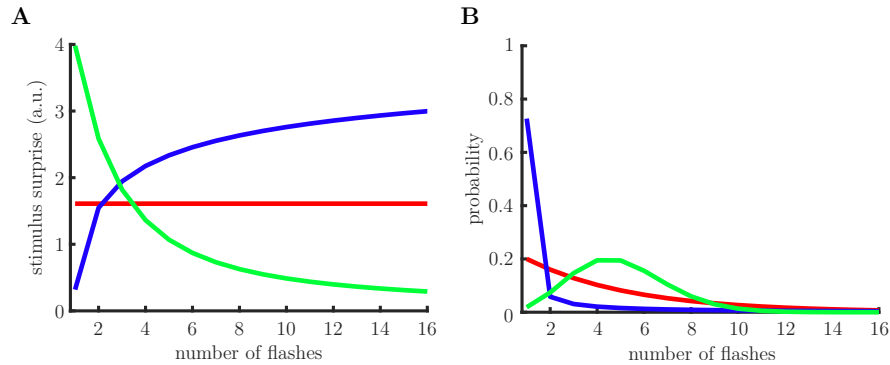 A
stimulus surprise (a.u.)
4
3
2
1
0
2 4 6 8 10 12 14 16
number of flashes
B
probability
1
0.8
0.6
0.4
0.2
0
2 4 6 8 10 12 14 16
number of flashes